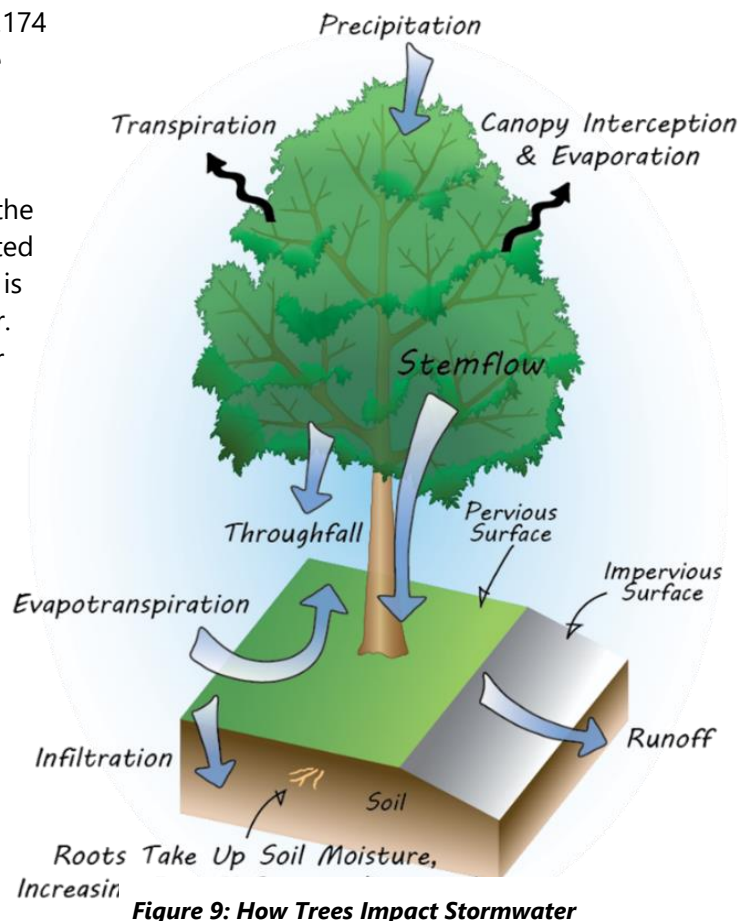 174
the
ted
is
r.
r
Precipitation
Transpiration
Canopy Interception
& Evaporation
Stemflow
Throughfall
Pervious
Surface
Impervious
Surface
Evapotranspiration
Runoff
Infiltration
Soil
Roots Take Up Soil Moisture,
Increasin
Figure 9: How Trees Impact Stormwater